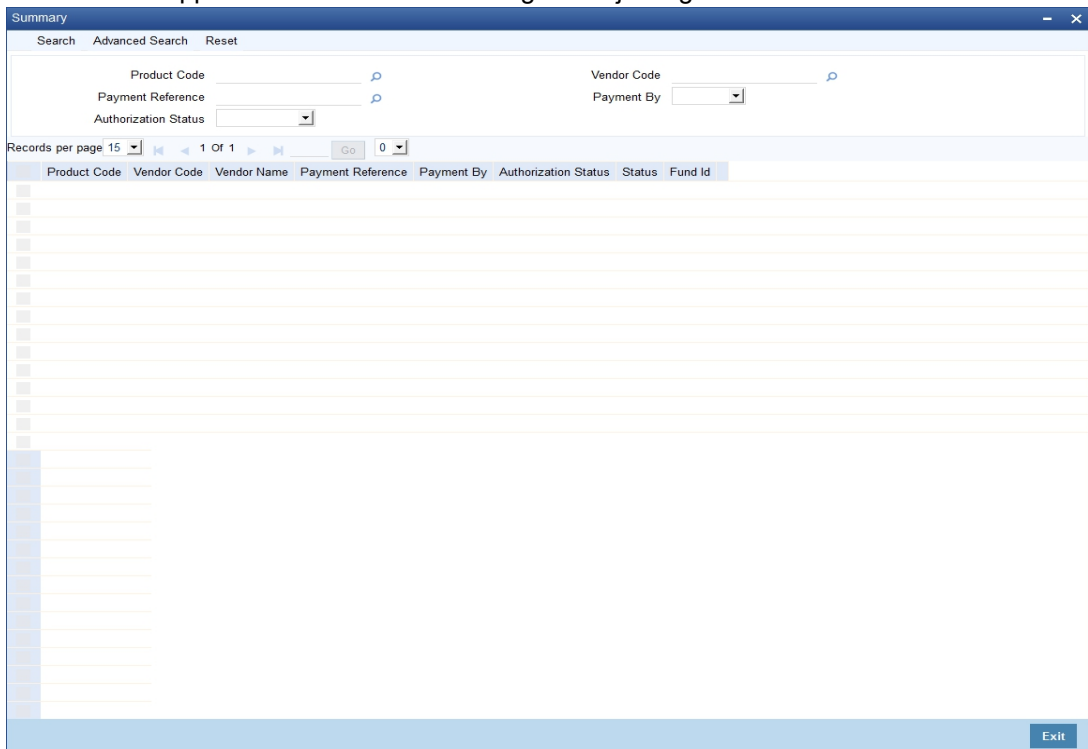 Summary
Search Advanced Search Reset
Product Code Vendor Code
Payment Reference Payment By
Authorization Status
Records per page 15 1 Of 1 Go 0
Product Code Vendor Code Vendor Name Payment Reference Payment By Authorization Status Status Fund Id
Exit